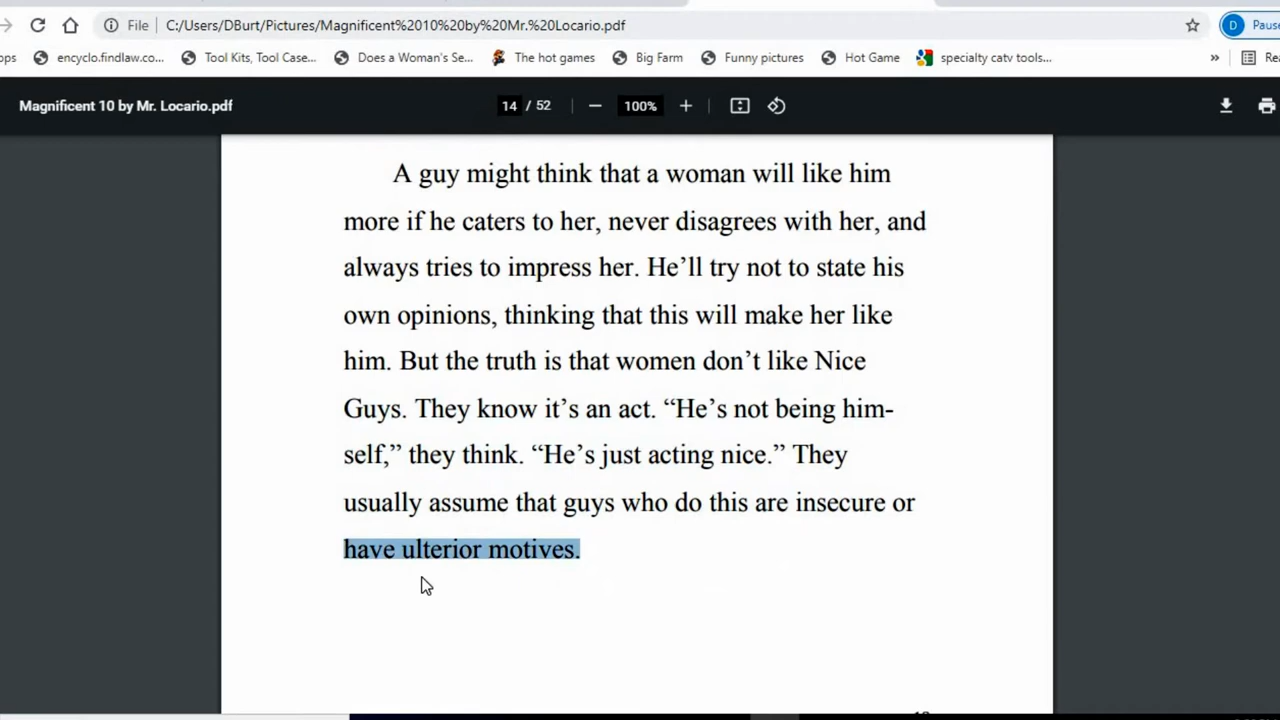 File C:/Users/DBurt/Pictures/Magnificent%2010%20by%20Mr.%20Locario.pdf D
encyclo.findlaw.co... Tool Kits, Tool Case... Does a Woman's Se... The hot games Big Farm Funny pictures Hot Game specialty catv tools... »
Magnificent 10 by Mr. Locario.pdf 14 / 52 — 100% +
A guy might think that a woman will like him
more if he caters to her, never disagrees with her, and
always tries to impress her. He’ll try not to state his
own opinions, thinking that this will make her like
him. But the truth is that women don’t like Nice
Guys. They know it’s an act. “He’s not being him-
self,” they think. “He’s just acting nice.” They
usually assume that guys who do this are insecure or
have ulterior motives.